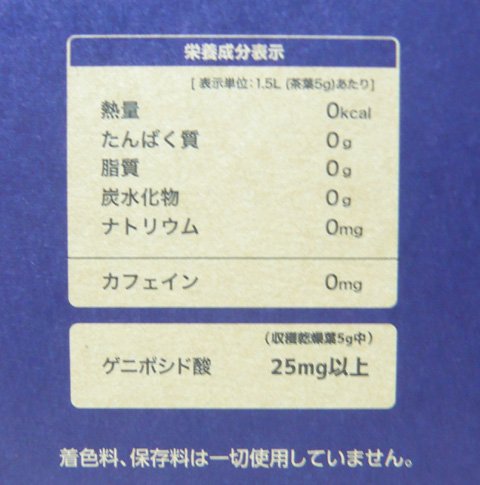 栄養成分表示
[ 表示単位：1.5L (茶葉5g)あたり]
熱量 0kcal
たんぱく質 0g
脂質 0g
炭水化物 0g
ナトリウム 0mg
カフェイン 0mg
(収穫乾燥葉5g中)
ゲニポシド酸 25mg以上
着色料、保存料は一切使用していません。